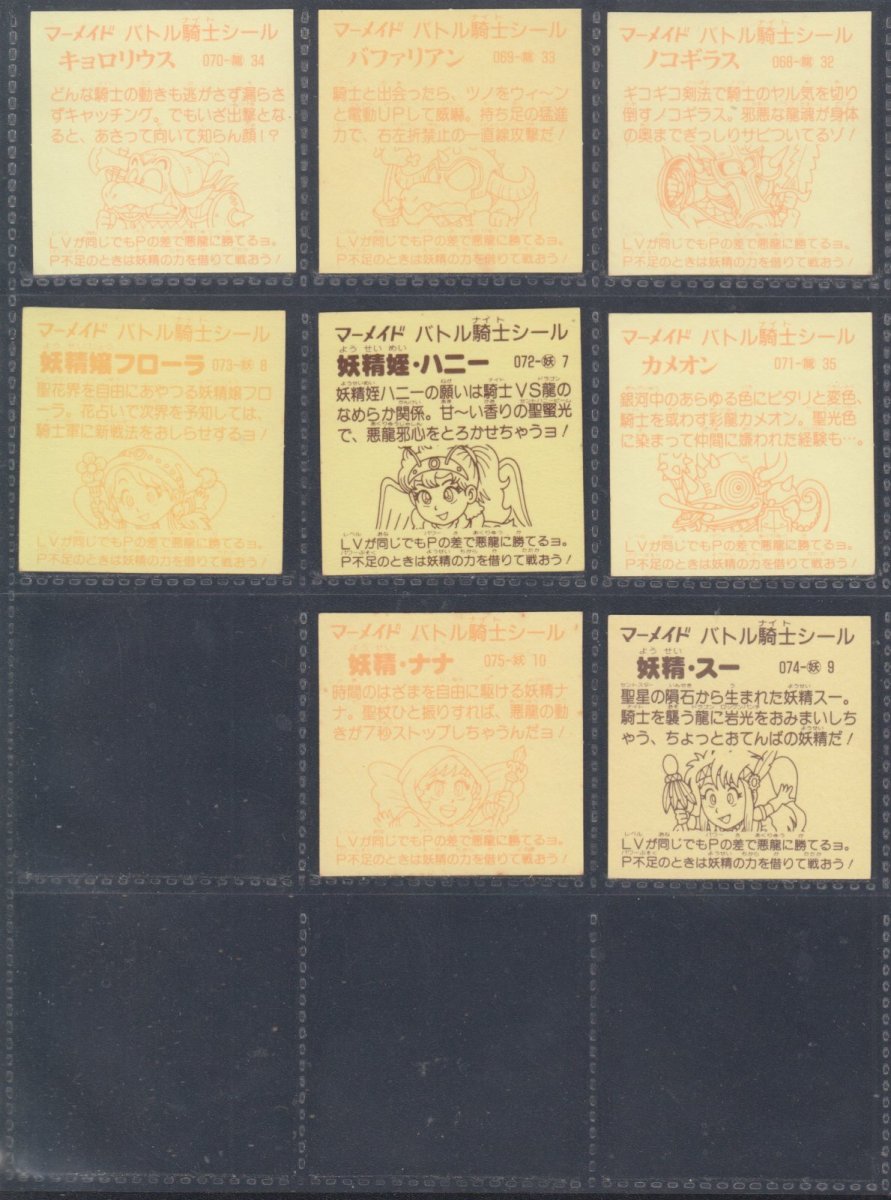 マーメイド バトル騎士シール
キョロリウス 070-龍 34
どんな騎士の動きも逃がさず漏らさ
ずキャッチング。でもいざ出撃とな
ると、あさって向いて知らん顔!?
LVが同じでもPの差で悪龍に勝てるョ。
P不足のときは妖精の力を借りて戦おう!
マーメイド バトル騎士シール
バファリアン 069-龍 33
騎士と出会ったら、ツノをウィーン
と電動UPして威嚇。持ち足の猛進
力で、右左折禁止の一直線攻撃だ!
LVが同じでもPの差で悪龍に勝てるョ。
P不足のときは妖精の力を借りて戦おう!
マーメイド バトル騎士シール
ノコギラス 068-龍 32
ギコギコ剣法で騎士のヤル気を切り
倒すノコギラス。邪悪な龍魂が身体
の奥までぎっしりサビついてるゾ!
LVが同じでもPの差で悪龍に勝てるョ。
P不足のときは妖精の力を借りて戦おう!
マーメイド バトル騎士シール
妖精嬢フローラ 073-妖 8
聖花界を自由にあやつる妖精嬢フロ
ーラ。花占いで次界を予知しては、
騎士軍に新戦法をおしらせするョ!
LVが同じでもPの差で悪龍に勝てるョ。
P不足のときは妖精の力を借りて戦おう!
マーメイド バトル騎士シール
妖精姪・ハニー 072-妖 7
妖精姪ハニーの願いは騎士VS龍の
なめらか関係。甘〜い香りの聖蜜光
で、悪龍邪心をとろかせちゃうョ!
LVが同じでもPの差で悪龍に勝てるョ。
P不足のときは妖精の力を借りて戦おう!
マーメイド バトル騎士シール
カメオン 071-龍 35
銀河中のあらゆる色にピタリと変色、
騎士を或わす彩龍カメオン。聖光色
に染まって仲間に嫌われた経験も…。
LVが同じでもPの差で悪龍に勝てるョ。
P不足のときは妖精の力を借りて戦おう!
マーメイド バトル騎士シール
妖精・ナナ 075-妖 10
時間のはざまを自由に駆ける妖精ナ
ナ。聖杖ひと振りすれば、悪龍の動
きが7秒ストップしちゃうんだョ!
LVが同じでもPの差で悪龍に勝てるョ。
P不足のときは妖精の力を借りて戦おう!
マーメイド バトル騎士シール
妖精・スー 074-妖 9
聖星の隕石から生まれた妖精スー。
騎士を襲う龍に岩光をおみまいしち
ゃう、ちょっとおてんばの妖精だ!
LVが同じでもPの差で悪龍に勝てるョ。
P不足のときは妖精の力を借りて戦おう!